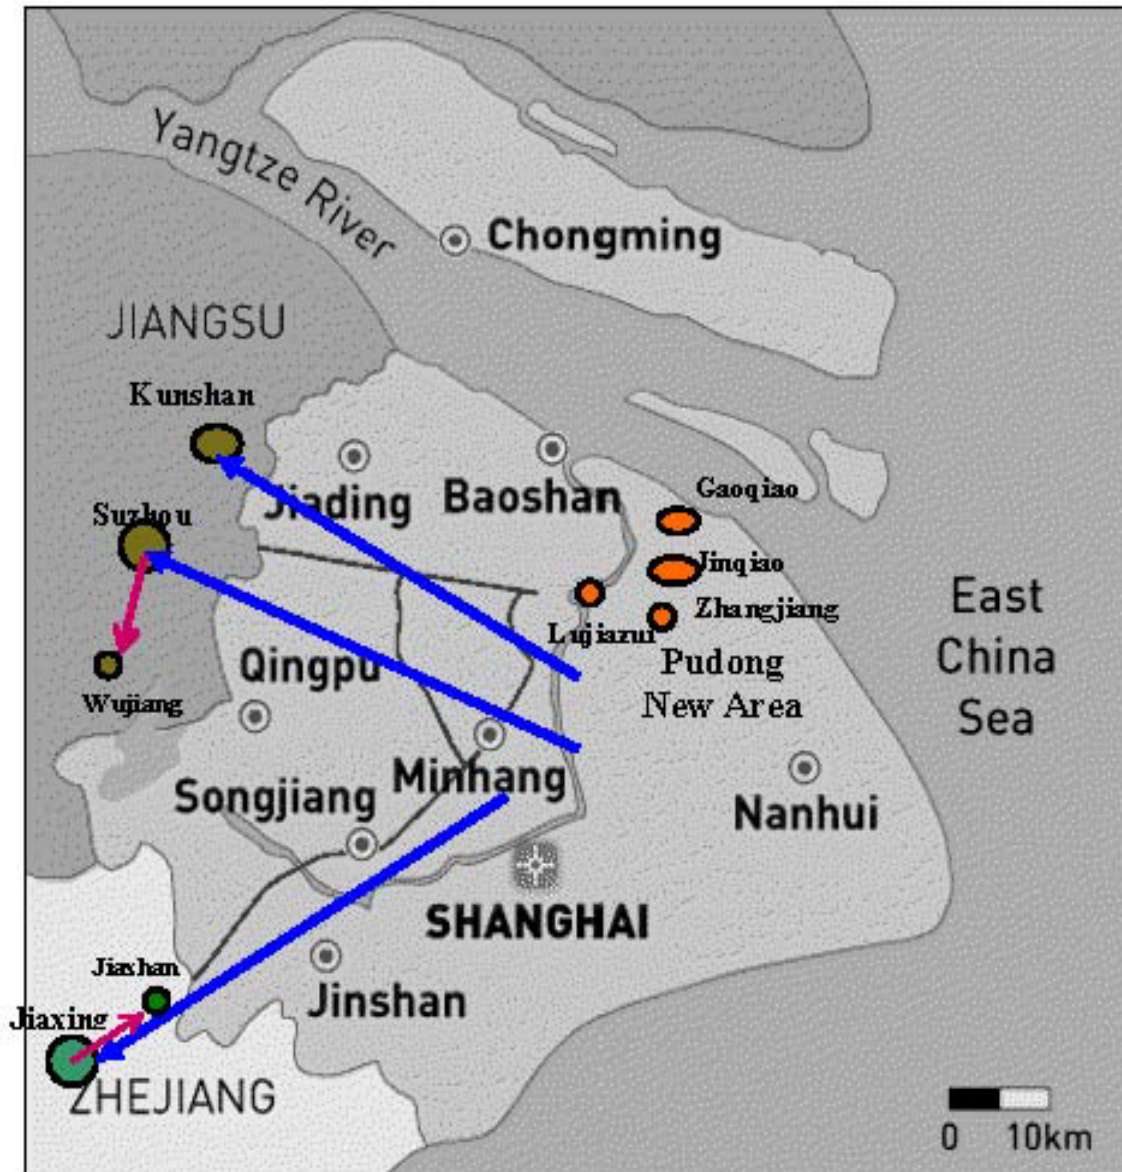 Yangtze River
Chongming
JIANGSU
Kunshan
Jiading
Baoshan
Gaoqiao
Suzhou
Jinqiao
Zhangjiang
Lujiazui
Pudong
New Area
East
China
Sea
Qingpu
Wujiang
Minhang
Songjiang
Nanhui
SHANGHAI
Jiashan
Jinshan
Jiaxing
ZHEJIANG
0 10km